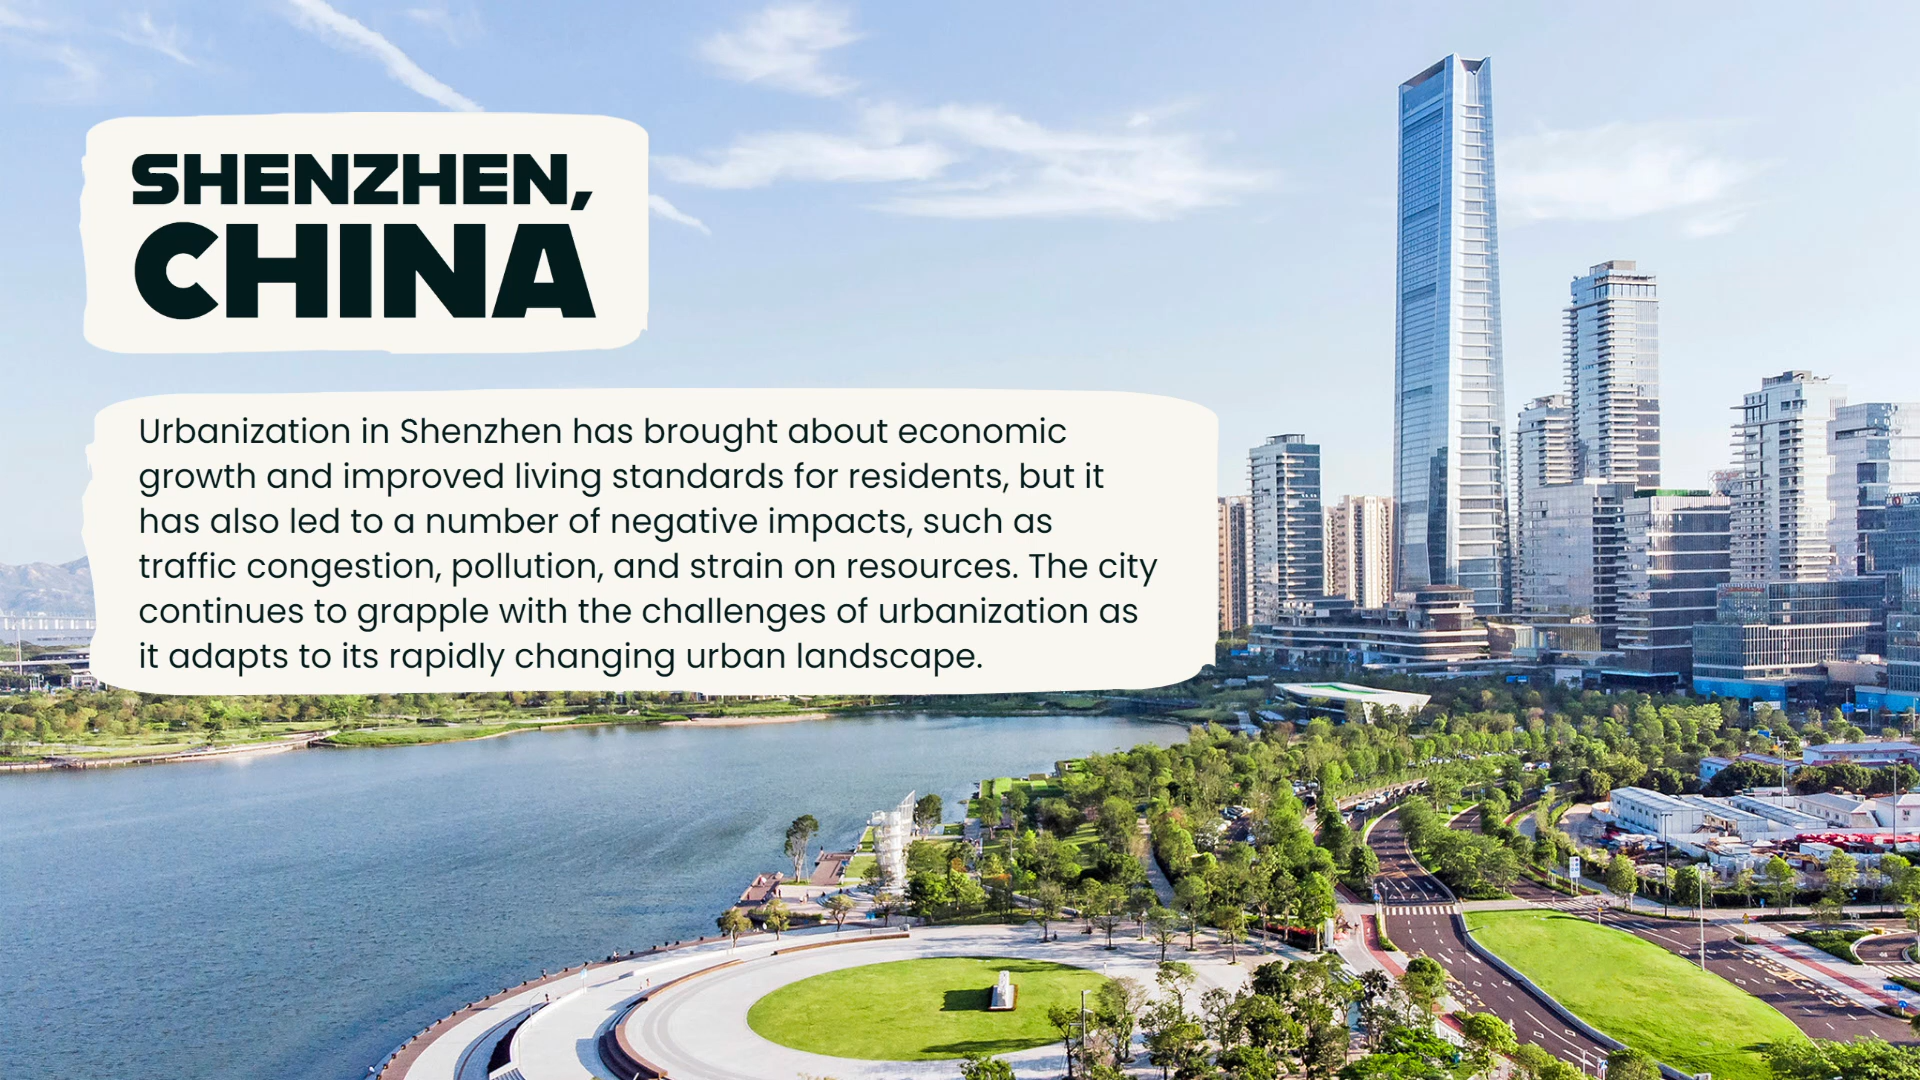 SHENZHEN,
CHINA
Urbanization in Shenzhen has brought about economic
growth and improved living standards for residents, but it
has also led to a number of negative impacts, such as
traffic congestion, pollution, and strain on resources. The city
continues to grapple with the challenges of urbanization as
it adapts to its rapidly changing urban landscape.